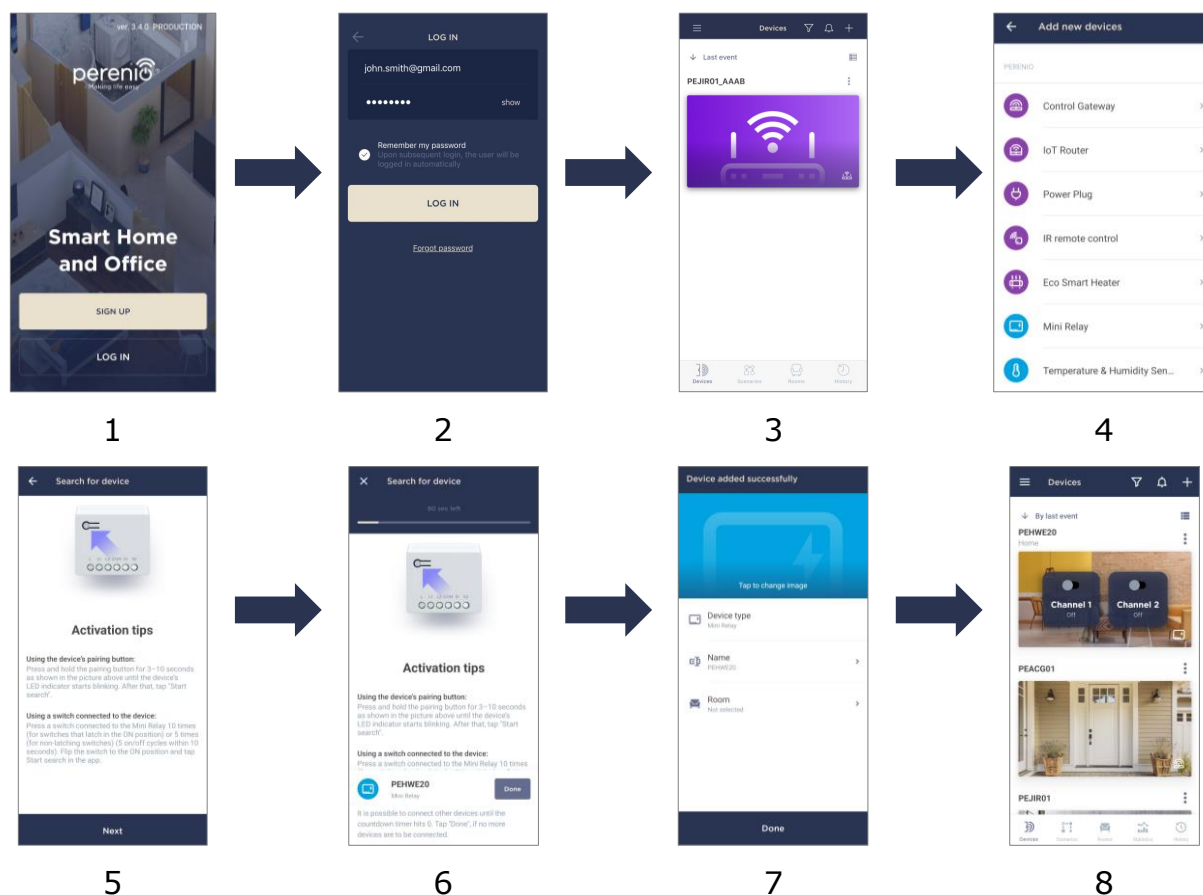 ver. 3.4.0 PRODUCTION
perenio
Making life easy
Smart Home
and Office
SIGN UP
LOG IN
1
LOG IN
john.smith@gmail.com
show
Remember my password
Upon subsequent login, the user will be
logged in automatically
LOG IN
Forgot password
2
Devices
Last event
PEJIR01_AAAB
Devices
Scenarios
Rooms
History
3
Add new devices
PERENIO
Control Gateway
IoT Router
Power Plug
IR remote control
Eco Smart Heater
Mini Relay
Temperature & Humidity Sen...
4
Search for device
Activation tips
Using the device's pairing button:
Press and hold the pairing button for 3–10 seconds
as shown in the picture above until the device's
LED indicator starts blinking. After that, tap "Start
search".
Using a switch connected to the device:
Press a switch connected to the Mini Relay 10 times
(for switches that latch in the ON position) or 5 times
(for non-latching switches) (5 on/off cycles within 10
seconds). Flip the switch to the ON position and tap
Start search in the app.
Next
5
Search for device
80 sec left
Activation tips
Using the device's pairing button:
Press and hold the pairing button for 3–10 seconds
as shown in the picture above until the device's
LED indicator starts blinking. After that, tap "Start
search".
Using a switch connected to the device:
Press a switch connected to the Mini Relay 10 times
PEHWE20
Mini Relay
Done
It is possible to connect other devices until the
countdown timer hits 0. Tap "Done", if no more
devices are to be connected.
6
Device added successfully
Tap to change image
Device type
Mini Relay
Name
PEHWE20
Room
Not selected
Done
7
Devices
By last event
PEHWE20
Home
Channel 1
Off
Channel 2
Off
PEACG01
PEJIR01
Devices
Scenarios
Rooms
History
8